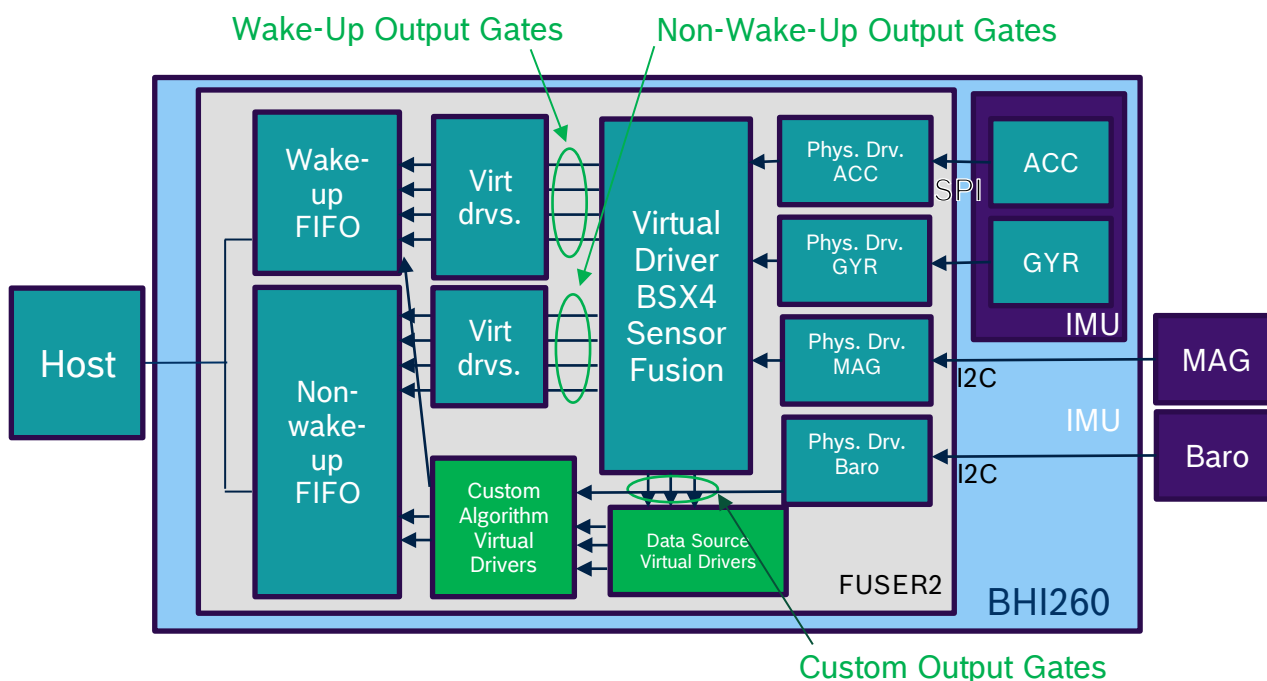 Wake-Up Output Gates
Non-Wake-Up Output Gates
Wake-
up
FIFO
Virt
drvs.
Virtual
Driver
BSX4
Sensor
Fusion
Phys. Drv.
ACC
SPI
ACC
Phys. Drv.
GYR
GYR
IMU
Host
Non-
wake-
up
FIFO
Virt
drvs.
Phys. Drv.
MAG
I2C
MAG
IMU
Phys. Drv.
Baro
I2C
Baro
Custom
Algorithm
Virtual
Drivers
Data Source
Virtual Drivers
FUSER2
BHI260
Custom Output Gates